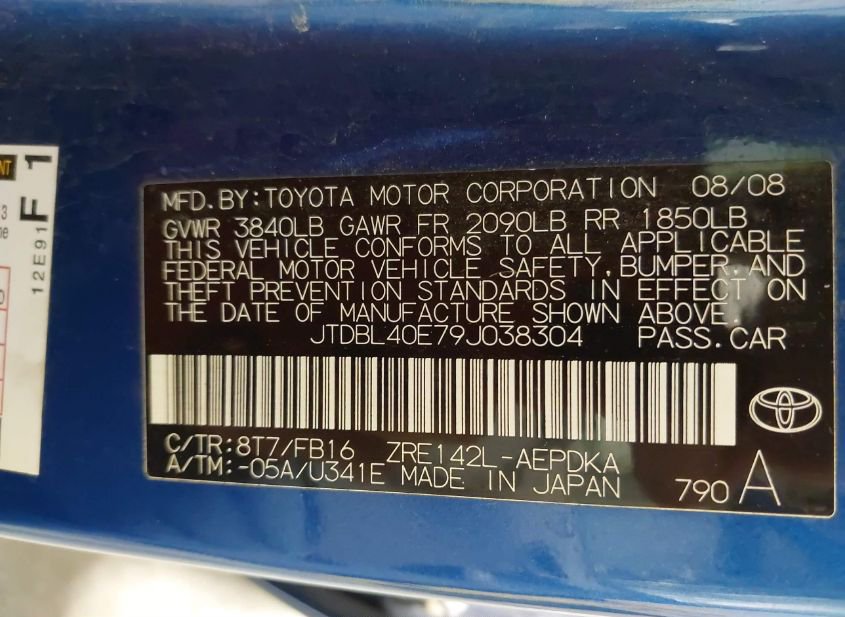 MFD.BY:TOYOTA MOTOR CORPORATION 08/08
GVWR 3840LB GAWR FR 2090LB RR 1850LB
THIS VEHICLE CONFORMS TO ALL APPLICABLE
FEDERAL MOTOR VEHICLE SAFETY,BUMPER,AND
THEFT PREVENTION STANDARDS IN EFFECT ON
THE DATE OF MANUFACTURE SHOWN ABOVE.
JTDBL40E79J038304 PASS.CAR
C/TR:8T7/FB16 ZRE142L-AEPDKA
A/TM:-05A/U341E MADE IN JAPAN
790 A
F 1
12E91